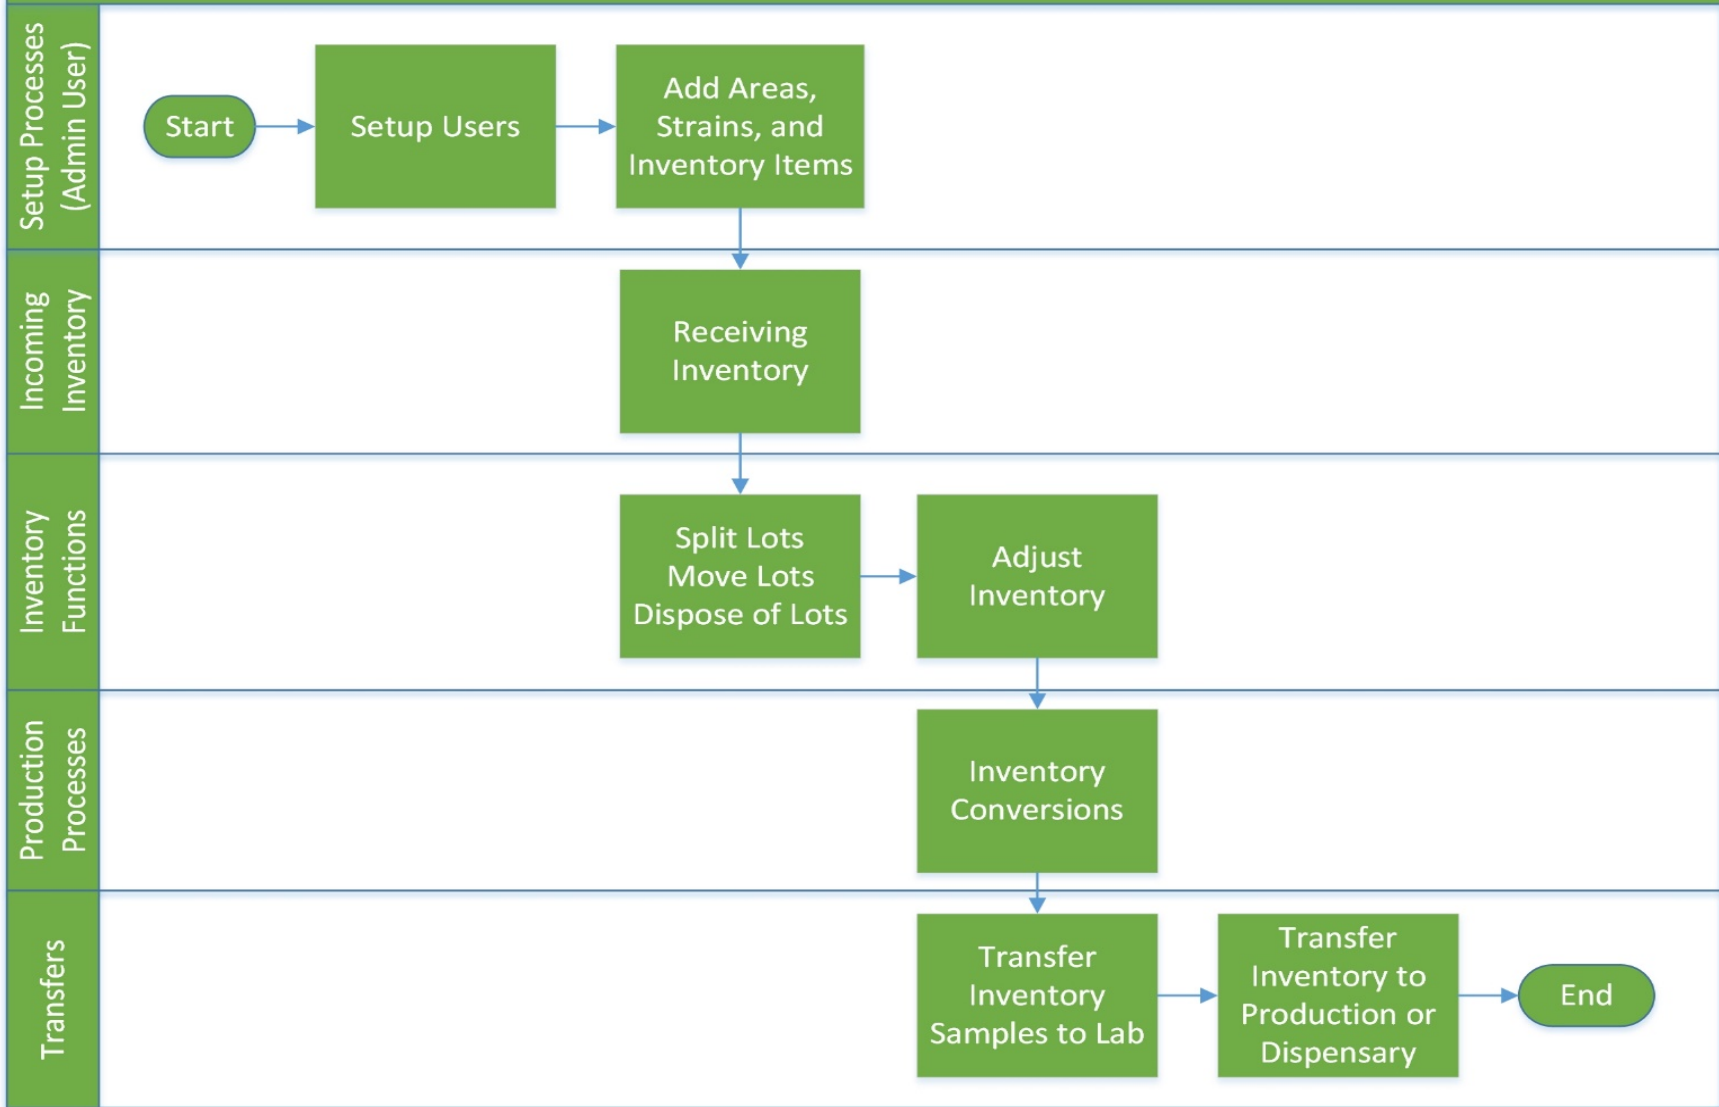 Setup Processes
(Admin User)
Start
Setup Users
Add Areas,
Strains, and
Inventory Items
Incoming
Inventory
Receiving
Inventory
Inventory
Functions
Split Lots
Move Lots
Dispose of Lots
Adjust
Inventory
Production
Processes
Inventory
Conversions
Transfers
Transfer
Inventory
Samples to Lab
Transfer
Inventory to
Production or
Dispensary
End